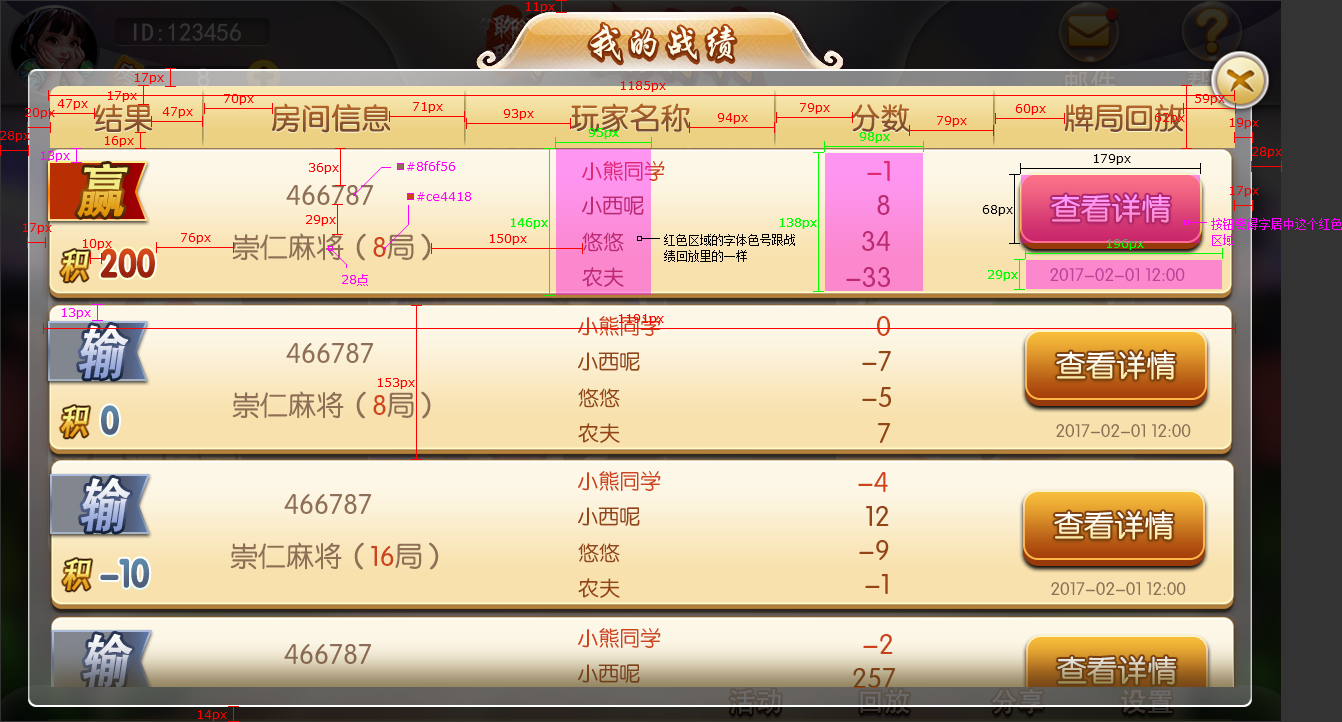 11px
ID:123456
我的战绩
邮件
17px
1185px
47px
17px
47px
70px
71px
93px
94px
79px
79px
60px
62px
59px
20px
19px
28px
28px
16px
结果
房间信息
玩家名称
分数
牌局回放
13px
95px
98px
179px
赢
36px
#8f6f56
466787
#ce4418
29px
小熊同学
-1
小西呢
8
146px
138px
68px
查看详情
17px
按钮会得字居中这个红色
区域
17px
10px
76px
150px
崇仁麻将（8局）
悠悠
34
红色区域的字体色号跟战
绩回放里的一样
190px
积 200
28点
农夫
-33
29px
2017-02-01 12:00
13px
1191px
输
466787
小熊同学
0
小西呢
-7
查看详情
153px
崇仁麻将（8局）
悠悠
-5
积 0
农夫
7
2017-02-01 12:00
输
466787
小熊同学
-4
小西呢
12
查看详情
崇仁麻将（16局）
悠悠
-9
积 -10
农夫
-1
2017-02-01 12:00
输
466787
小熊同学
-2
小西呢
257
查看详情
活动
回放
分享
设置
14px